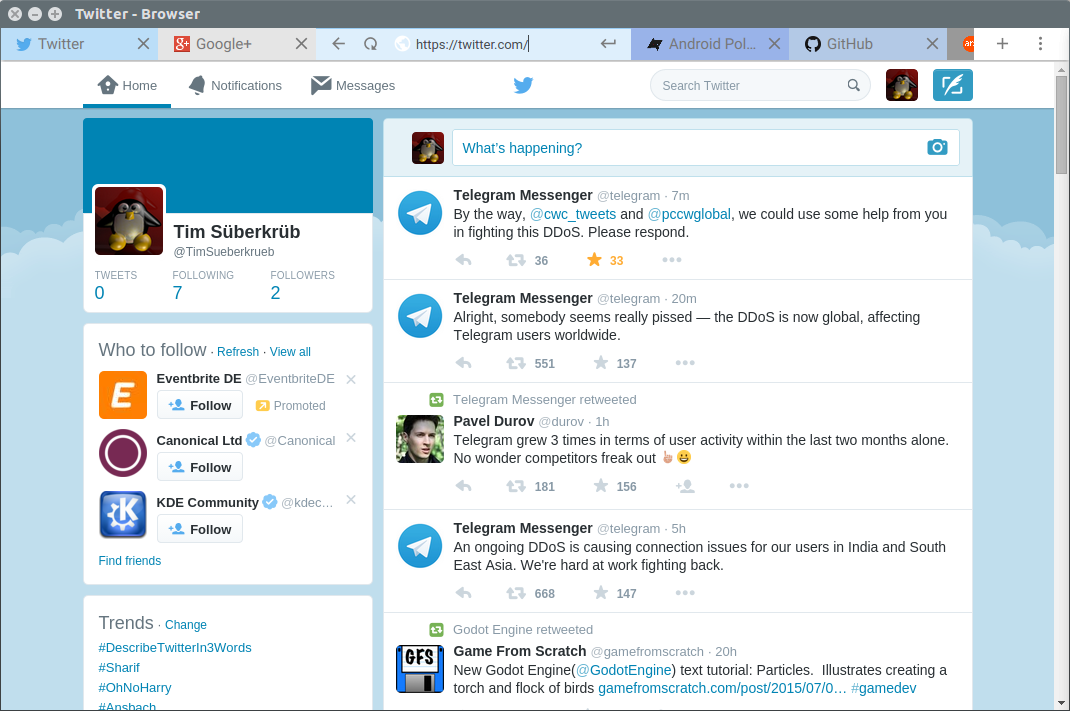 Twitter - Browser
Twitter
Google+
https://twitter.com/
Android Pol...
GitHub
Home
Notifications
Messages
Search Twitter
Tim Süberkrüb
@TimSueberkrueb
TWEETS FOLLOWING FOLLOWERS
0 7 2
Who to follow · Refresh · View all
Eventbrite DE @EventbriteDE
Follow Promoted
Canonical Ltd @Canonical
Follow
KDE Community @kdec...
Follow
Find friends
Trends · Change
#DescribeTwitterIn3Words
#Sharif
#OhNoHarry
#Ansbach
What's happening?
Telegram Messenger @telegram · 7m
By the way, @cwc_tweets and @pccwglobal, we could use some help from you
in fighting this DDoS. Please respond.
36 33
Telegram Messenger @telegram · 20m
Alright, somebody seems really pissed — the DDoS is now global, affecting
Telegram users worldwide.
551 137
Telegram Messenger retweeted
Pavel Durov @durov · 1h
Telegram grew 3 times in terms of user activity within the last two months alone.
No wonder competitors freak out ☝😀
181 156
Telegram Messenger @telegram · 5h
An ongoing DDoS is causing connection issues for our users in India and South
East Asia. We're hard at work fighting back.
668 147
Godot Engine retweeted
GFS
Game From Scratch @gamefromscratch · 20h
New Godot Engine(@GodotEngine) text tutorial: Particles.  Illustrates creating a
torch and flock of birds gamefromscratch.com/post/2015/07/0... #gamedev